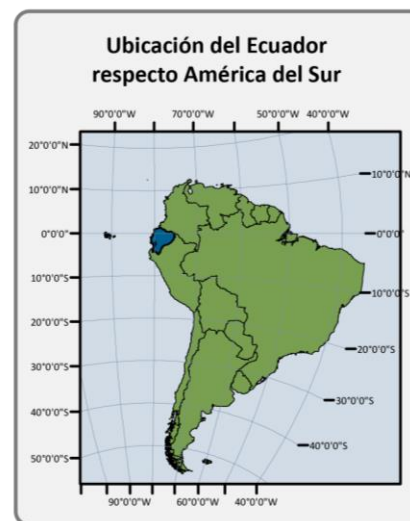 Ubicación del Ecuador
respecto América del Sur
90°0'0"W 70°0'0"W 50°0'0"W 40°0'0"W
20°0'0"N
10°0'0"N
10°0'0"N
0°0'0"
0°0'0"
10°0'0"S
10°0'0"S
20°0'0"S
20°0'0"S
30°0'0"S
30°0'0"S
40°0'0"S
40°0'0"S
50°0'0"S
90°0'0"W 60°0'0"W 40°0'0"W